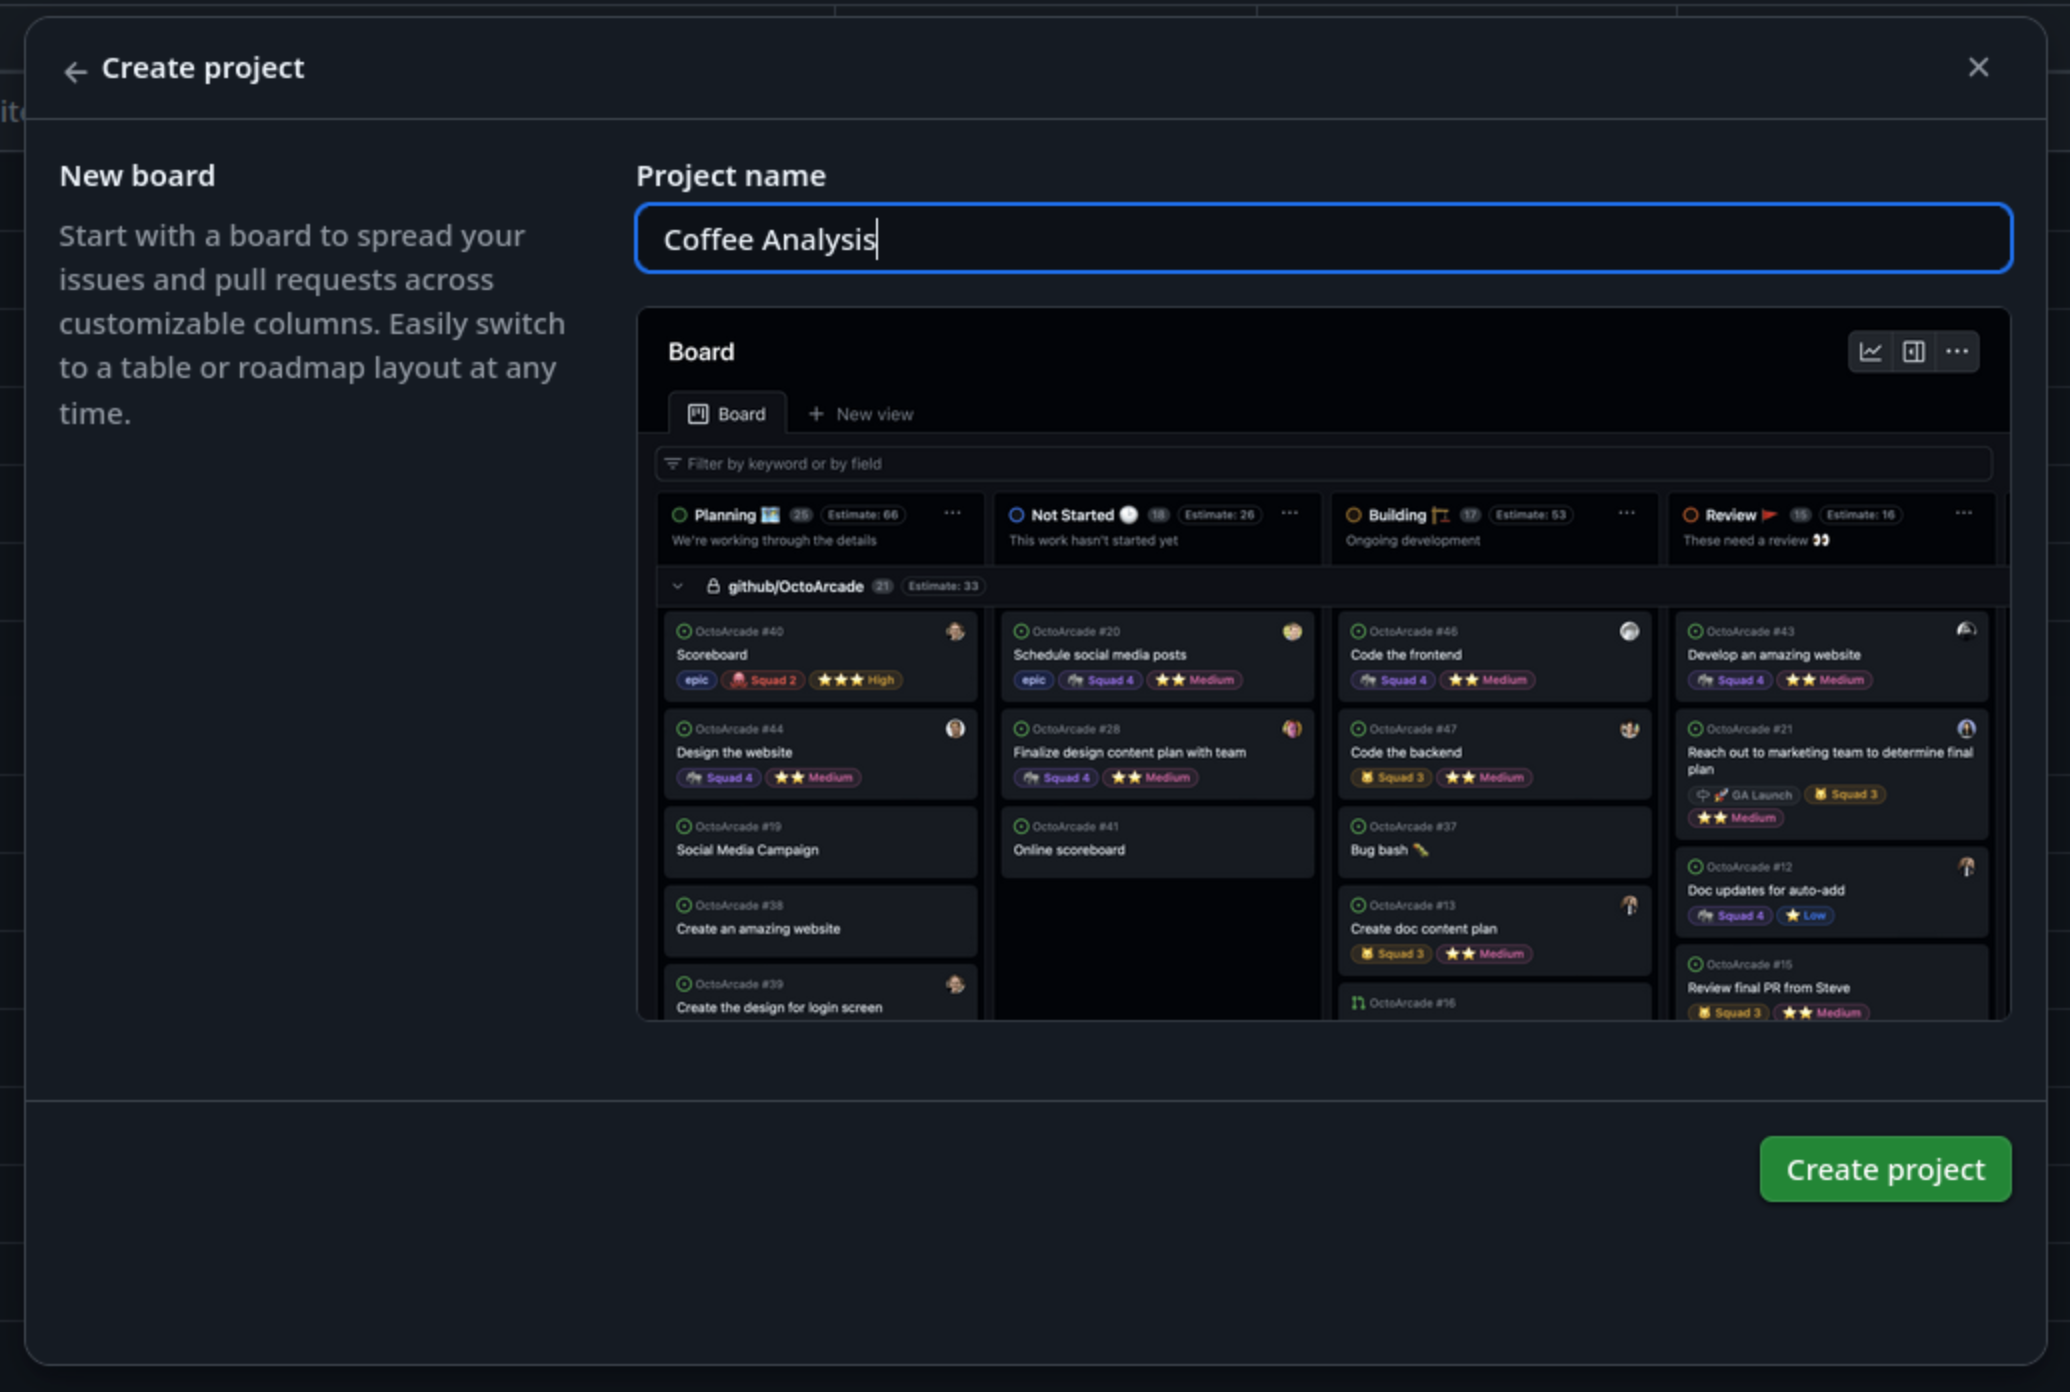 Create project
New board
Start with a board to spread your
issues and pull requests across
customizable columns. Easily switch
to a table or roadmap layout at any
time.
Project name
Coffee Analysis
Board
Board
New view
Filter by keyword or by field
Planning 25 Estimate: 66
We're working through the details
Not Started 18 Estimate: 26
This work hasn't started yet
Building 17 Estimate: 53
Ongoing development
Review 15 Estimate: 16
These need a review
github/OctoArcade 21 Estimate: 33
OctoArcade #40
Scoreboard
epic Squad 2 High
OctoArcade #44
Design the website
Squad 4 Medium
OctoArcade #19
Social Media Campaign
OctoArcade #38
Create an amazing website
OctoArcade #39
Create the design for login screen
OctoArcade #20
Schedule social media posts
epic Squad 4 Medium
OctoArcade #28
Finalize design content plan with team
Squad 4 Medium
OctoArcade #41
Online scoreboard
OctoArcade #46
Code the frontend
Squad 4 Medium
OctoArcade #47
Code the backend
Squad 3 Medium
OctoArcade #37
Bug bash
OctoArcade #13
Create doc content plan
Squad 3 Medium
OctoArcade #16
OctoArcade #43
Develop an amazing website
Squad 4 Medium
OctoArcade #21
Reach out to marketing team to determine final
plan
GA Launch Squad 3
Medium
OctoArcade #12
Doc updates for auto-add
Squad 4 Low
OctoArcade #15
Review final PR from Steve
Squad 3 Medium
Create project